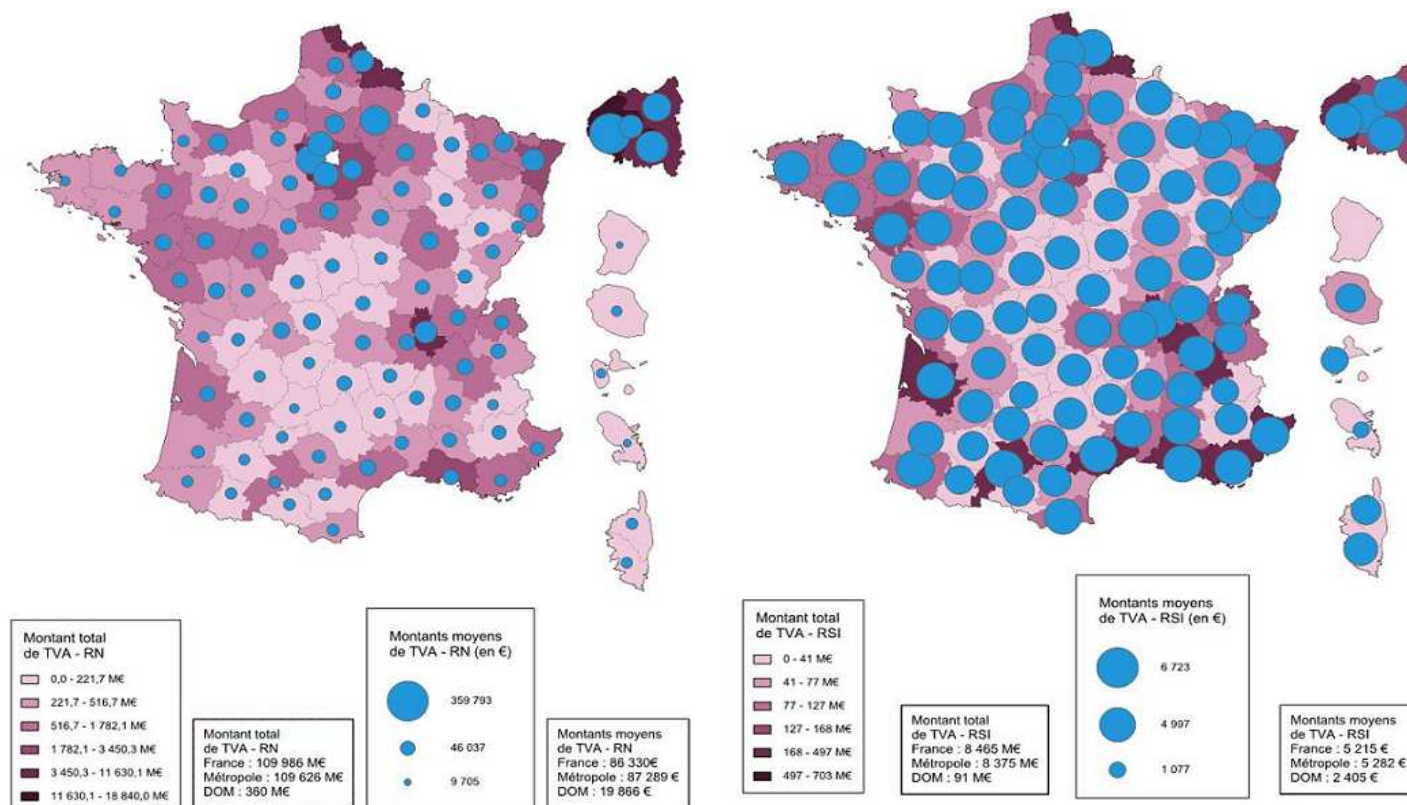 Montant total
de TVA - RN
0,0 - 221,7 M€
221,7 - 516,7 M€
516,7 - 1 782,1 M€
1 782,1 - 3 450,3 M€
3 450,3 - 11 630,1 M€
11 630,1 - 18 840,0 M€
Montant total
de TVA - RN
France : 109 986 M€
Métropole : 109 626 M€
DOM : 360 M€
Montants moyens
de TVA - RN (en €)
359 793
46 037
9 705
Montants moyens
de TVA - RN
France : 86 330€
Métropole : 87 289 €
DOM : 19 866 €
Montant total
de TVA - RSI
0 - 41 M€
41 - 77 M€
77 - 127 M€
127 - 168 M€
168 - 497 M€
497 - 703 M€
Montant total
de TVA - RSI
France : 8 465 M€
Métropole : 8 375 M€
DOM : 91 M€
Montants moyens
de TVA - RSI (en €)
6 723
4 997
1 077
Montants moyens
de TVA - RSI
France : 5 215 €
Métropole : 5 282 €
DOM : 2 405 €